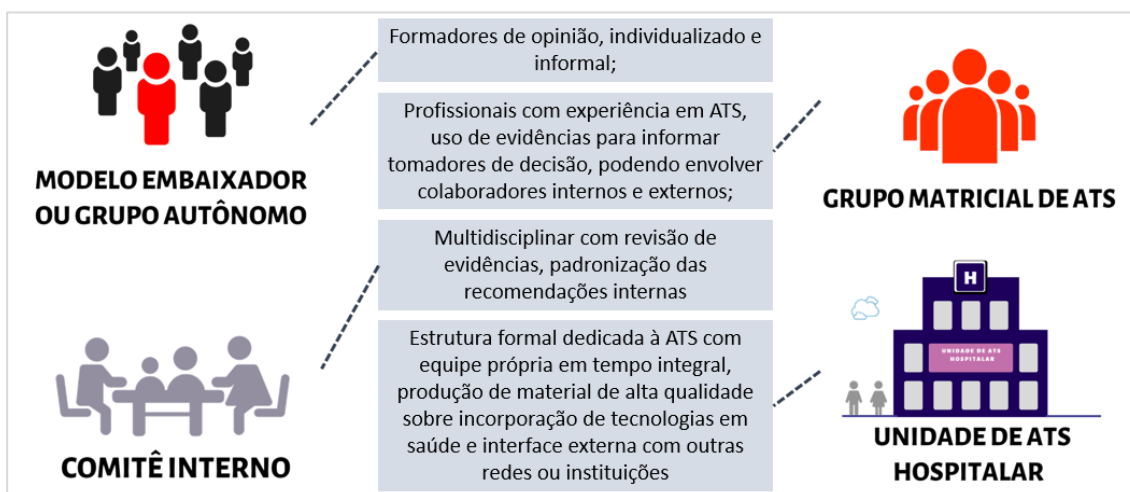 MODELO EMBAIXADOR
OU GRUPO AUTÔNOMO
Formadores de opinião, individualizado e
informal;
Profissionais com experiência em ATS,
uso de evidências para informar
tomadores de decisão, podendo envolver
colaboradores internos e externos;
GRUPO MATRICIAL DE ATS
COMITÊ INTERNO
Multidisciplinar com revisão de
evidências, padronização das
recomendações internas
Estrutura formal dedicada à ATS com
equipe própria em tempo integral,
produção de material de alta qualidade
sobre incorporação de tecnologias em
saúde e interface externa com outras
redes ou instituições
H
UNIDADE DE ATS
HOSPITALAR
UNIDADE DE ATS
HOSPITALAR